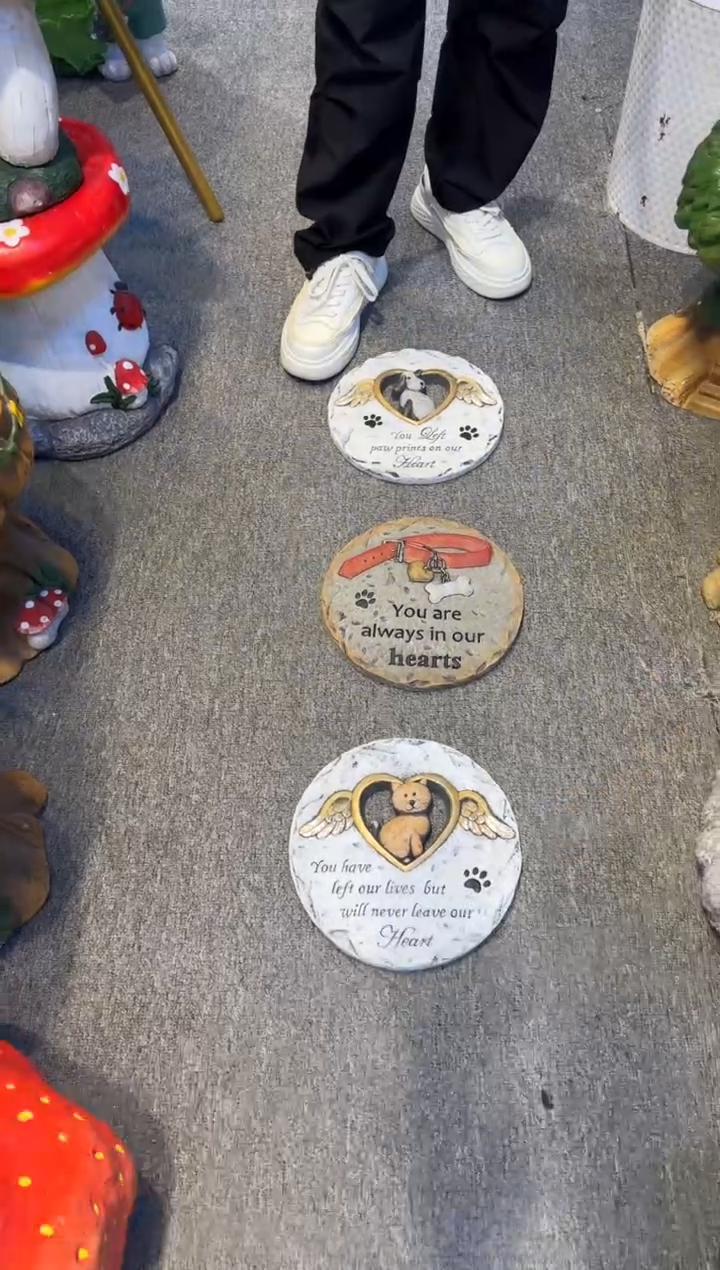 You Left
paw prints on our
Heart
You are
always in our
hearts
You have
left our lives but
will never leave our
Heart